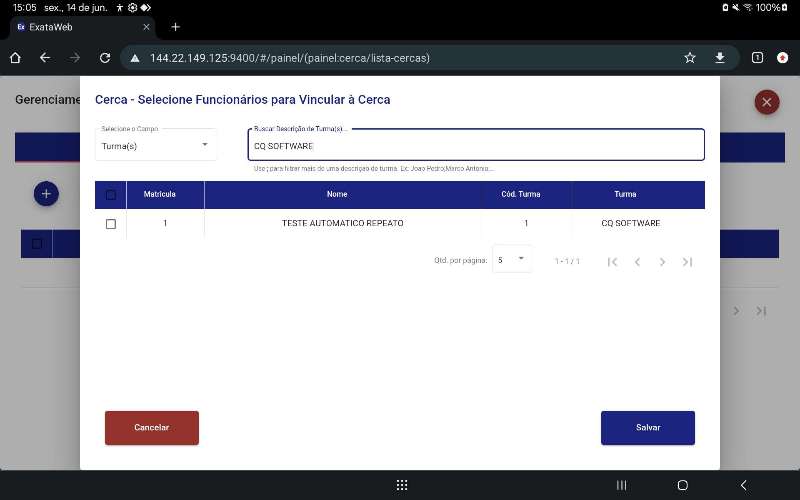 15:05 sex., 14 de jun.
100%
Ex ExataWeb
144.22.149.125:9400/#/painel/(painel:cerca/lista-cercas)
1
Gerenciame
Cerca - Selecione Funcionários para Vincular à Cerca
Selecione o Campo
Turma(s)
Buscar Descrição de Turma(s)...
CQ SOFTWARE
Use ; para filtrar mais de uma descrição de turma. Ex: Joao Pedro;Marco Antonio...
Matrícula Nome Cód. Turma Turma
1 TESTE AUTOMATICO REPEATO 1 CQ SOFTWARE
Qtd. por página: 5 1 - 1 / 1
Cancelar Salvar